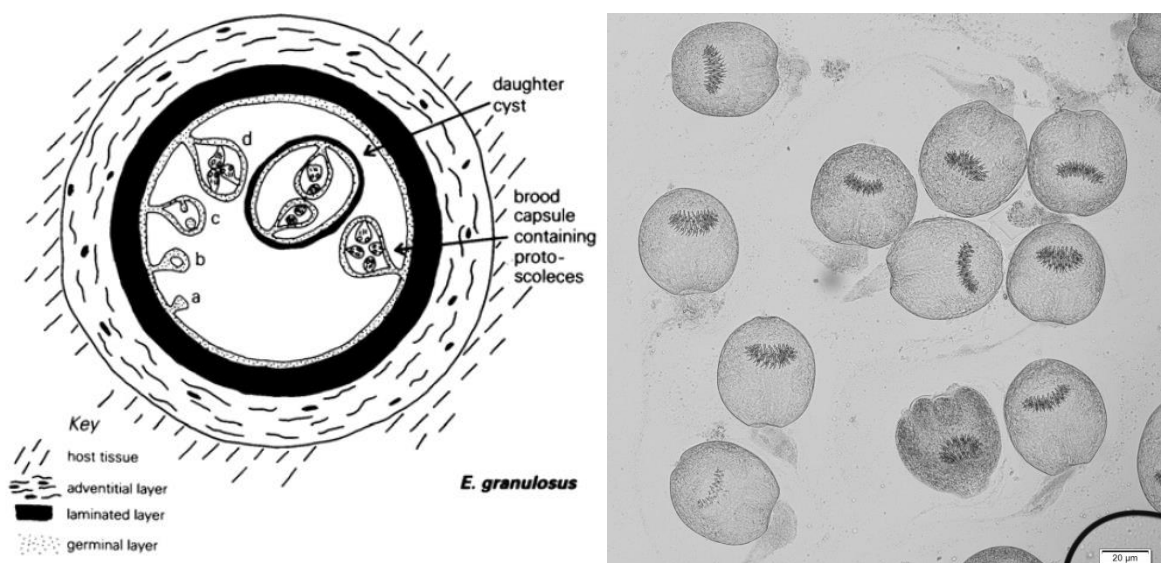 daughter
cyst
brood
capsule
containing
proto-
scoleces
d
c
b
a
Key
host tissue
adventitial layer
laminated layer
germinal layer
E. granulosus
20 µm